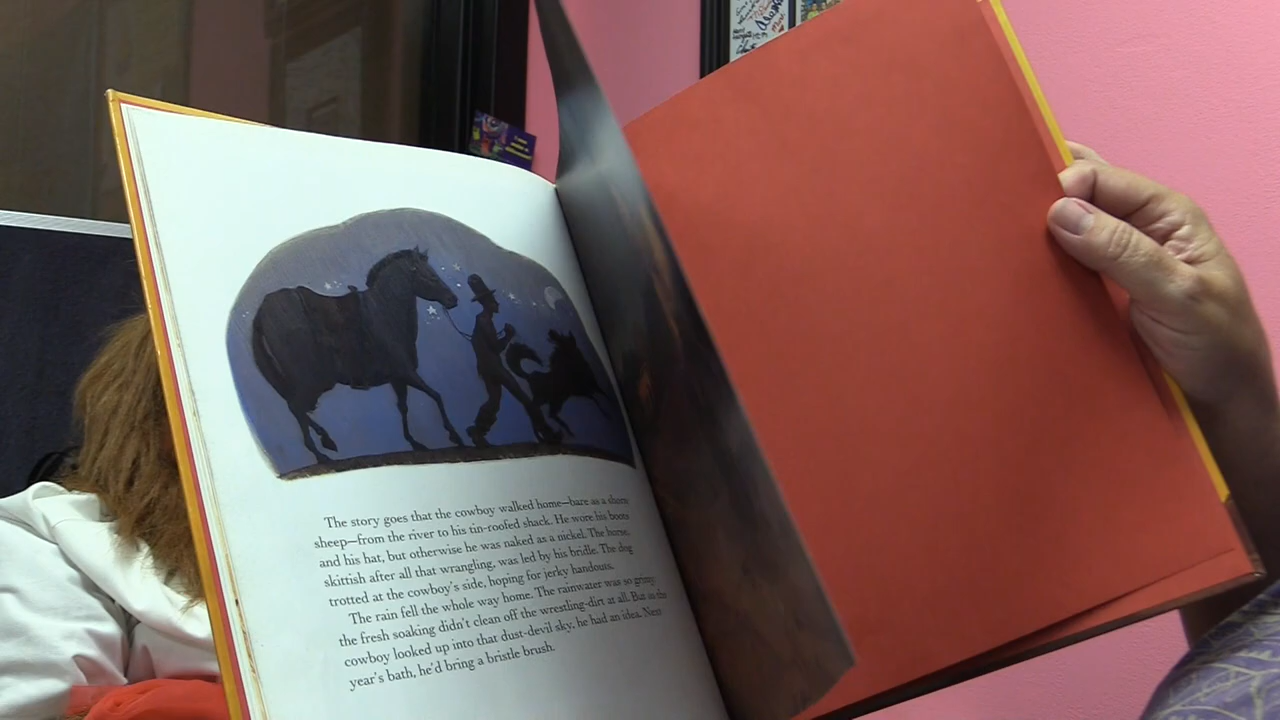 The story goes that the cowboy walked home—bare as a shorn
sheep—from the river to his tin-roofed shack. He wore his boots
and his hat, but otherwise he was naked as a nickel. The horse,
skittish after all that wrangling, was led by his bridle. The dog
trotted at the cowboy's side, hoping for jerky handouts.
The rain fell the whole way home. The rainwater was so grimy
the fresh soaking didn't clean off the wrestling-dirt at all. But as the
cowboy looked up into that dust-devil sky, he had an idea. Next
year's bath, he'd bring a bristle brush.